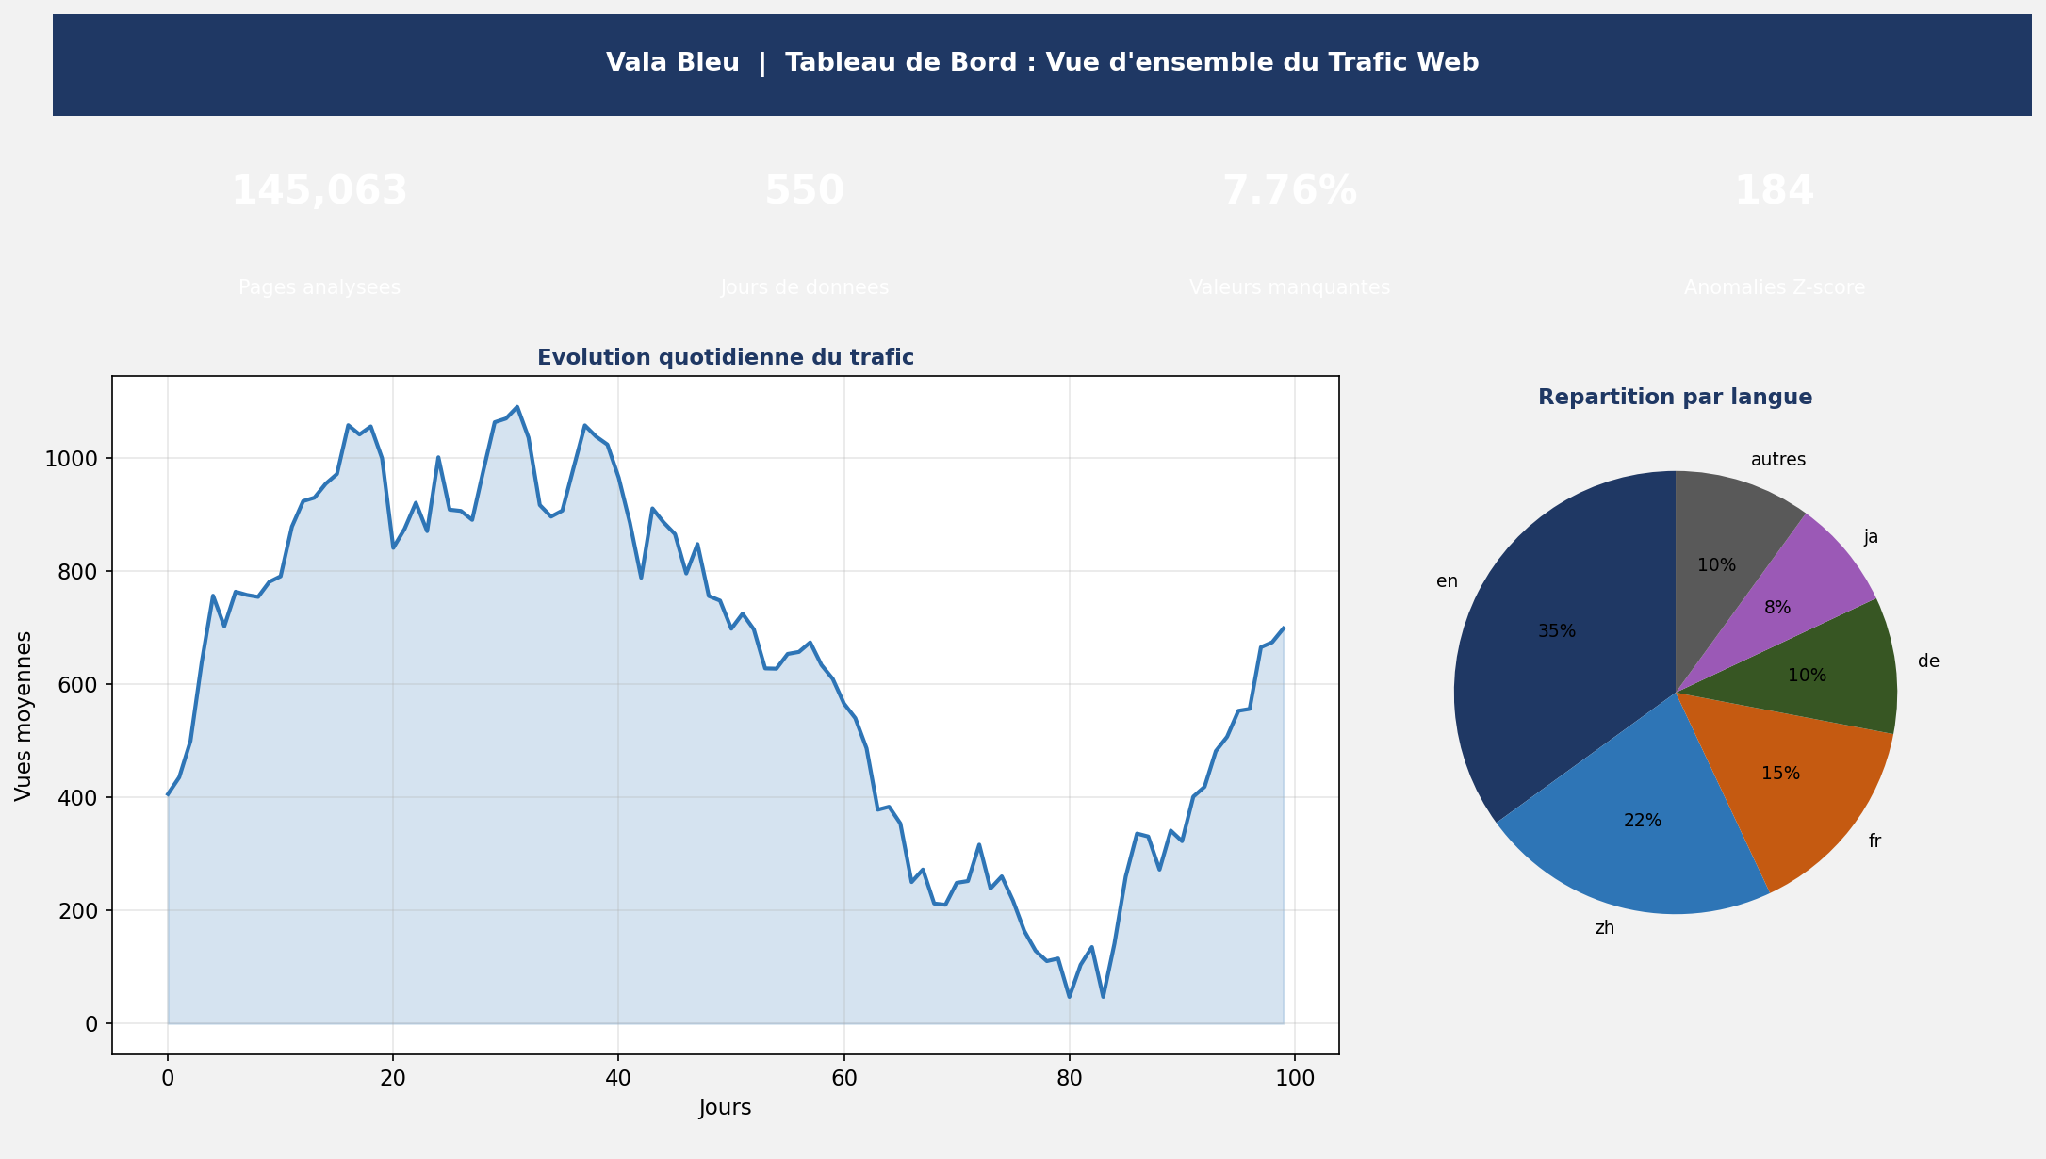 Vala Bleu | Tableau de Bord : Vue d'ensemble du Trafic Web
145,063
550
7.76%
184
Pages analysees
Jours de donnees
Valeurs manquantes
Anomalies Z-score
Evolution quotidienne du trafic
Vues moyennes
1000
800
600
400
200
0
0
20
40
60
80
100
Jours
Repartition par langue
autres
ja
en
de
fr
zh
10%
8%
35%
10%
15%
22%